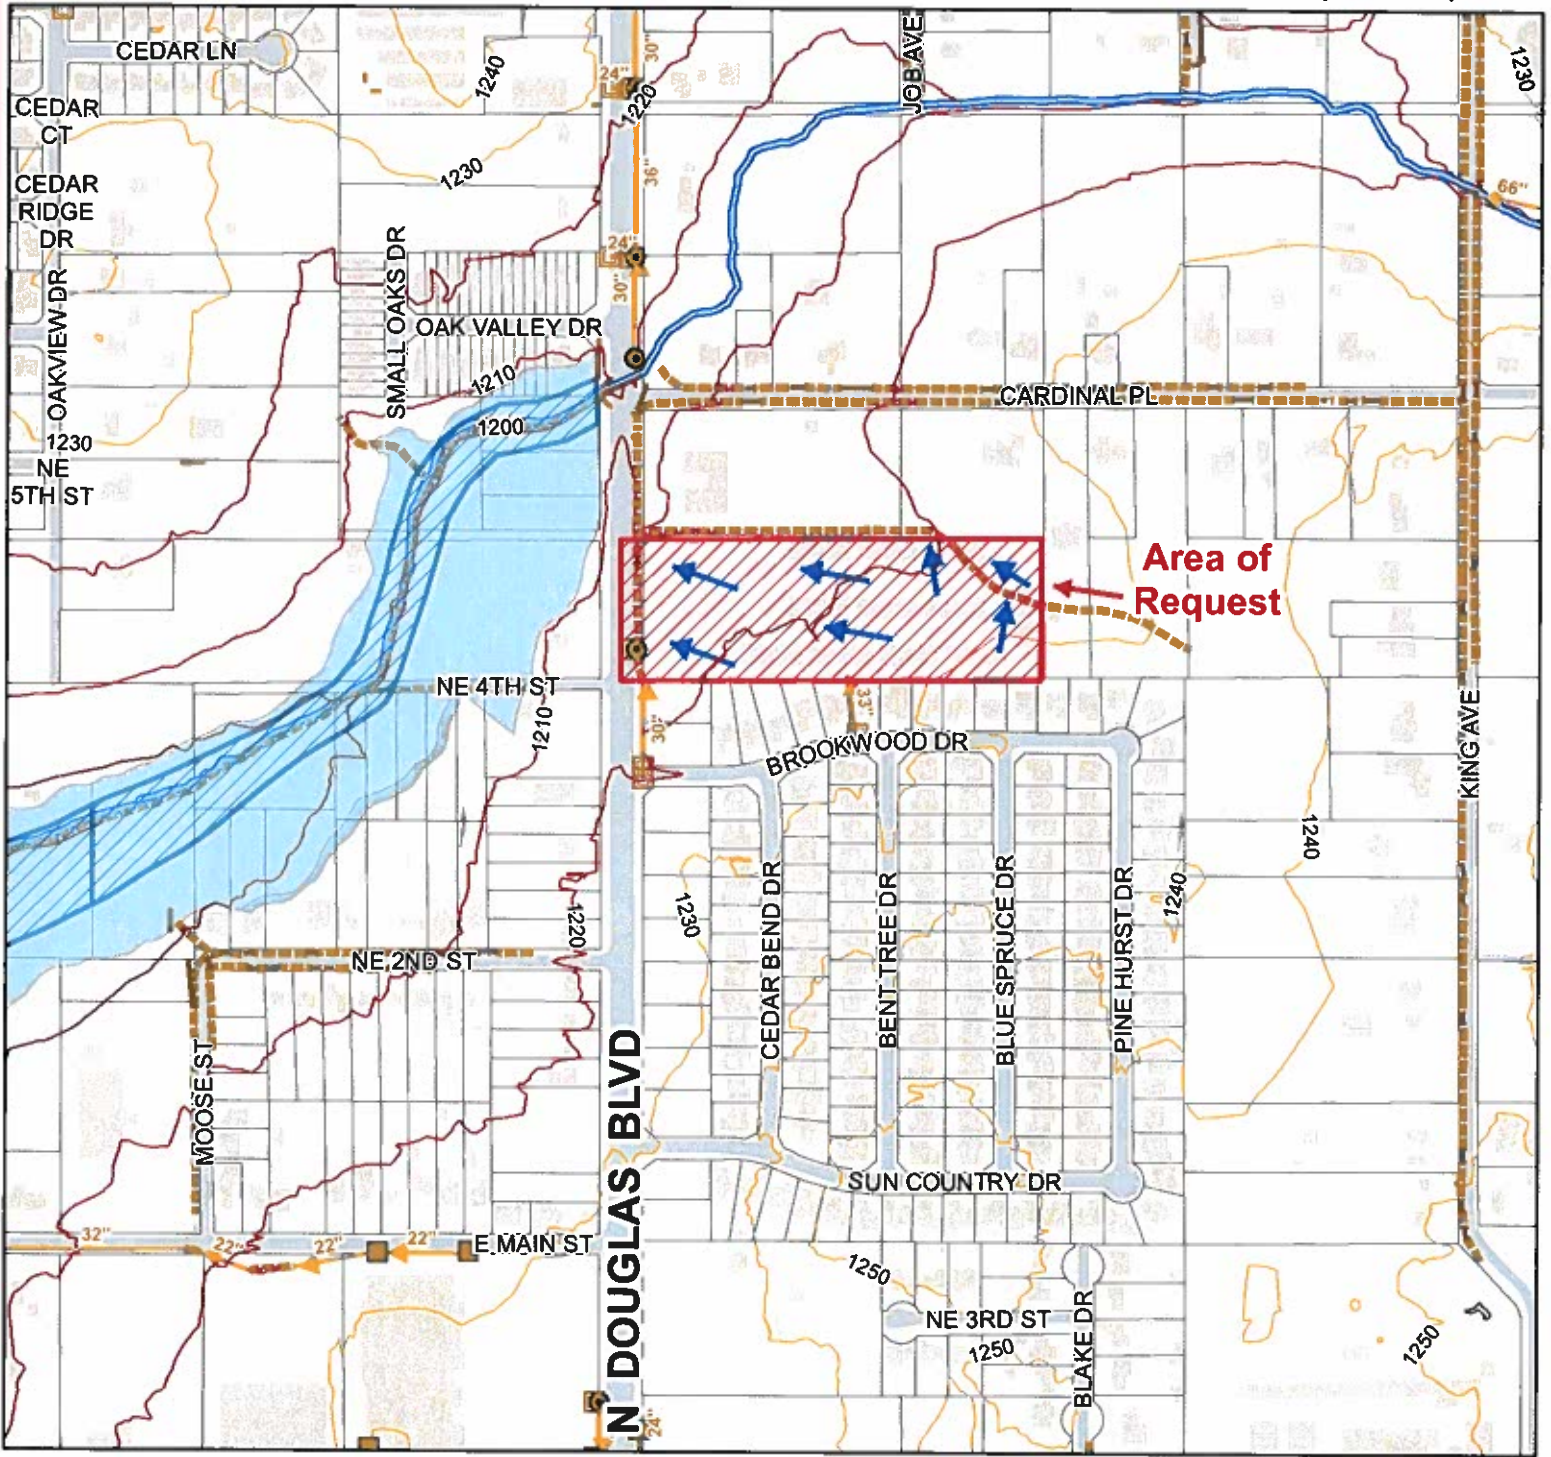 CEDAR LN
1240
24"
30"
1220
JOB AVE
1230
CEDAR
CT
CEDAR
RIDGE
DR
1230
36"
66"
SMALL OAKS DR
24"
30"
OAKVIEW DR
OAK VALLEY DR
1210
CARDINAL PL
1200
1230
NE
5TH ST
Area of
Request
NE 4TH ST
1210
30"
33"
BROOKWOOD DR
KING AVE
1240
1220
1230
CEDAR BEND DR
BENT TREE DR
BLUE SPRUCE DR
PINE HURST DR
1240
NE 2ND ST
MOOSE ST
N DOUGLAS BLVD
SUN COUNTRY DR
32"
22"
22"
22"
E MAIN ST
1250
NE 3RD ST
1250
BLAKE DR
1250
24"